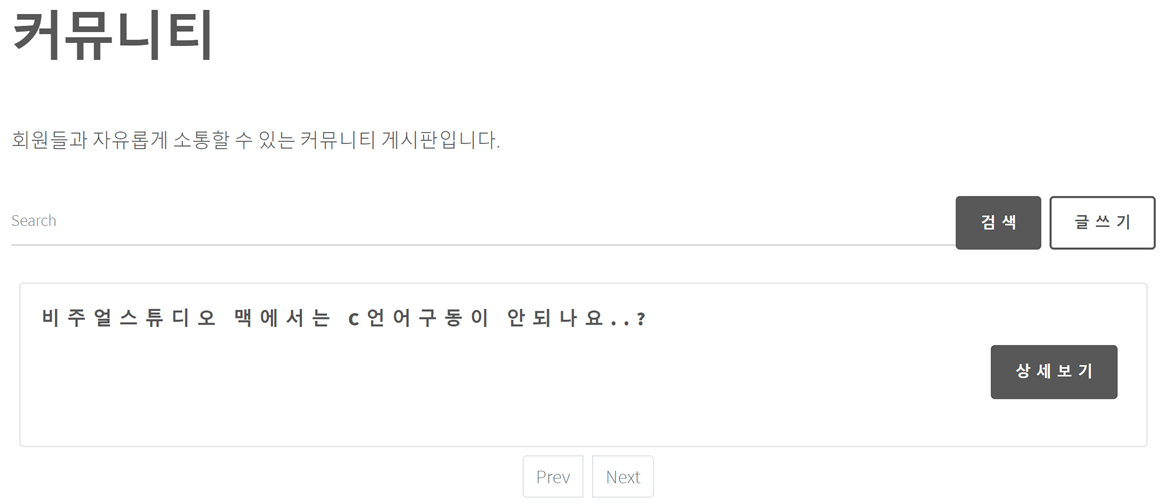 커뮤니티
회원들과 자유롭게 소통할 수 있는 커뮤니티 게시판입니다.
Search 검색 글쓰기
비주얼스튜디오 맥에서는 c언어구동이 안되나요..?
상세보기
Prev Next